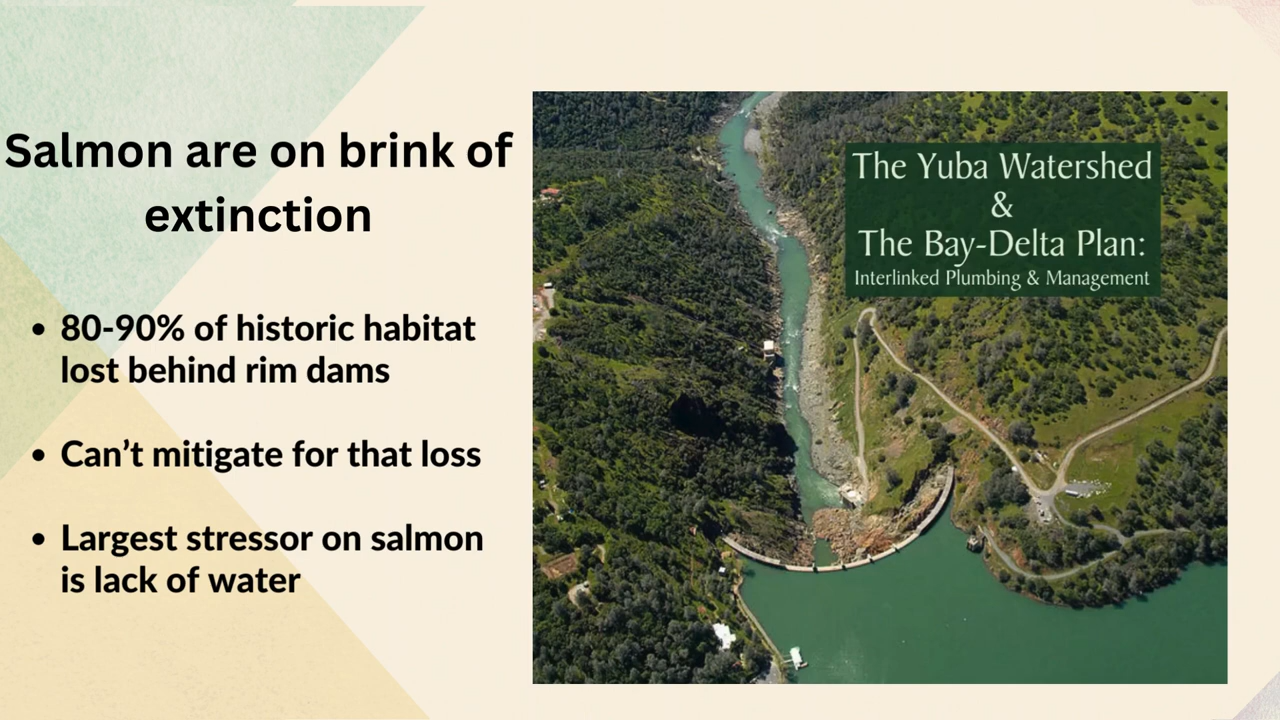 Salmon are on brink of
extinction
• 80-90% of historic habitat
lost behind rim dams
• Can’t mitigate for that loss
• Largest stressor on salmon
is lack of water
The Yuba Watershed
&
The Bay-Delta Plan:
Interlinked Plumbing & Management